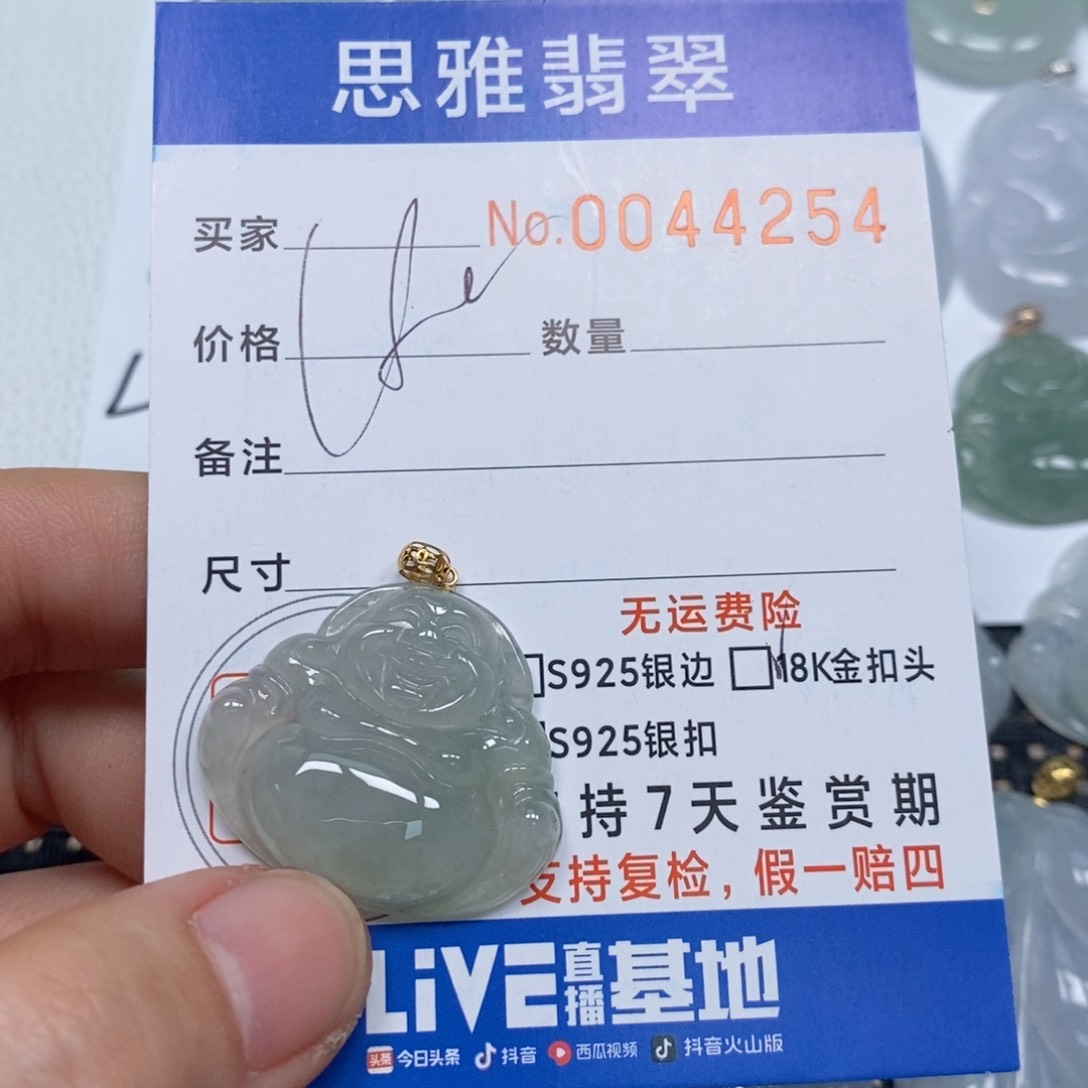 思雅翡翠
买家 No.0044254
价格 数量
备注
尺寸
无运费险
S925银边 18K金扣头
S925银扣
持7天鉴赏期
支持复检,假一赔四
LiVE直播基地
头条 今日头条 抖音 西瓜视频 抖音火山版